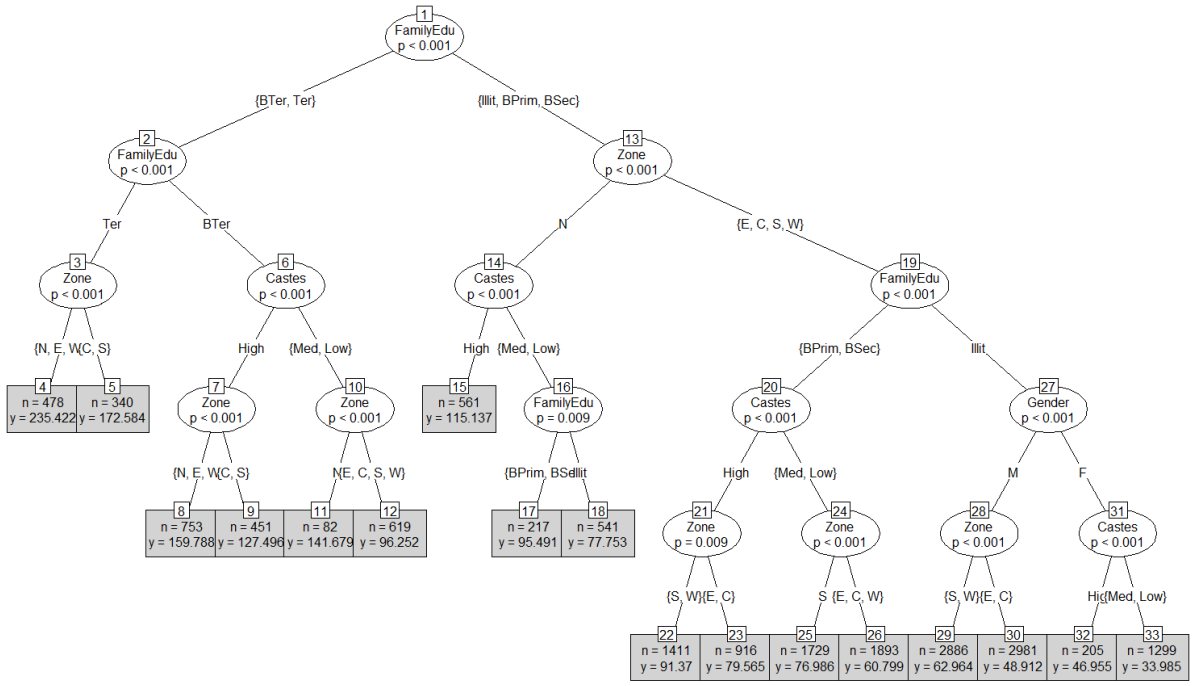 1
FamilyEdu
p < 0.001
{BTer, Ter}
{Illit, BPrim, BSec}
2
FamilyEdu
p < 0.001
13
Zone
p < 0.001
Ter
BTer
N
{E, C, S, W}
3
Zone
p < 0.001
6
Castes
p < 0.001
14
Castes
p < 0.001
19
FamilyEdu
p < 0.001
{N, E, W
{C, S}
High
{Med, Low}
High
{Med, Low}
{BPrim, BSec}
Illit
4
n = 478
y = 235.422
5
n = 340
y = 172.584
7
Zone
p < 0.001
10
Zone
p < 0.001
15
n = 561
y = 115.137
16
FamilyEdu
p = 0.009
20
Castes
p < 0.001
27
Gender
p < 0.001
{N, E, W
{C, S}
N
{E, C, S, W}
{BPrim, BSec
Illit
High
{Med, Low}
M
F
8
n = 753
y = 159.788
9
n = 451
y = 127.496
11
n = 82
y = 141.679
12
n = 619
y = 96.252
17
n = 217
y = 95.491
18
n = 541
y = 77.753
21
Zone
p = 0.009
24
Zone
p < 0.001
28
Zone
p < 0.001
31
Castes
p < 0.001
{S, W}
{E, C}
S
{E, C, W}
{S, W}
{E, C}
High
{Med, Low}
22
n = 1411
y = 91.37
23
n = 916
y = 79.565
25
n = 1729
y = 76.986
26
n = 1893
y = 60.799
29
n = 2886
y = 62.964
30
n = 2981
y = 48.912
32
n = 205
y = 46.955
33
n = 1299
y = 33.985